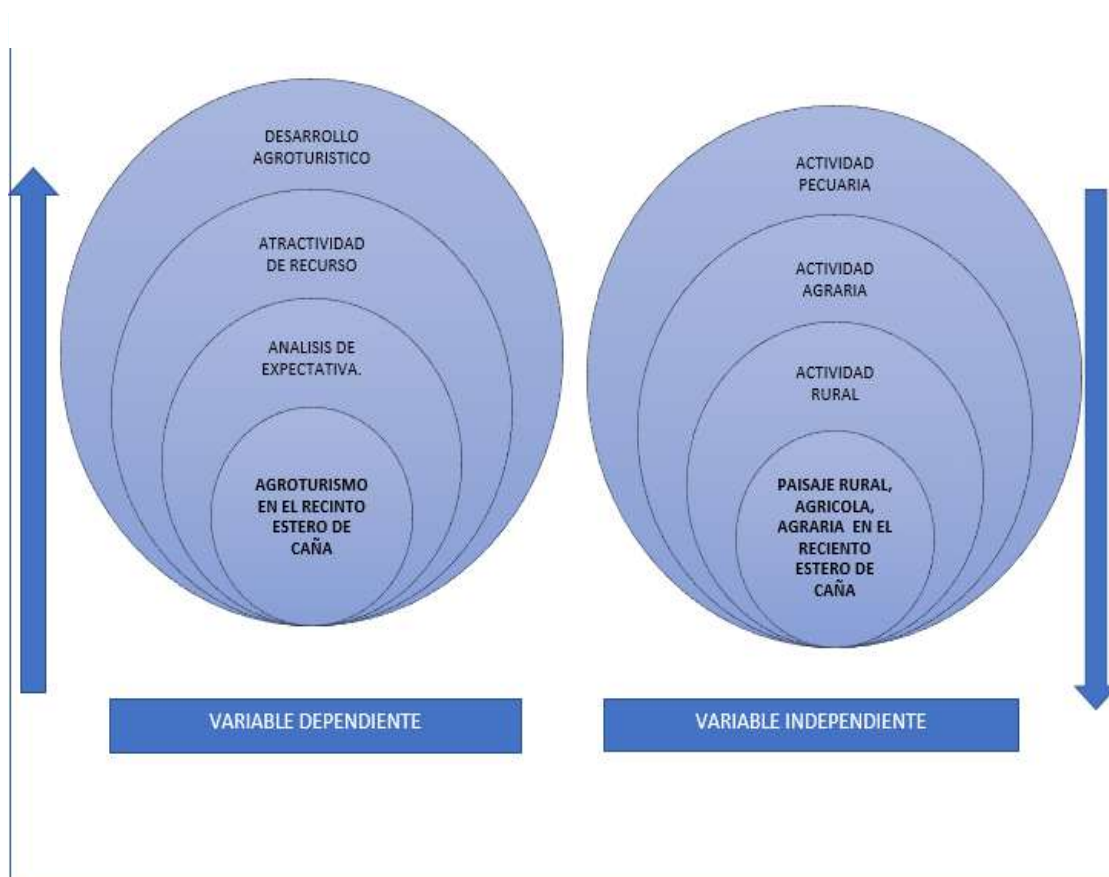 DESARROLLO
AGROTURISTICO
ATRACTIVIDAD
DE RECURSO
ANALISIS DE
EXPECTATIVA.
AGROTURISMO
EN EL RECINTO
ESTERO DE
CAÑA
VARIABLE DEPENDIENTE
ACTIVIDAD
PECUARIA
ACTIVIDAD
AGRARIA
ACTIVIDAD
RURAL
PAISAJE RURAL,
AGRICOLA,
AGRARIA EN EL
RECIENTO
ESTERO DE
CAÑA
VARIABLE INDEPENDIENTE